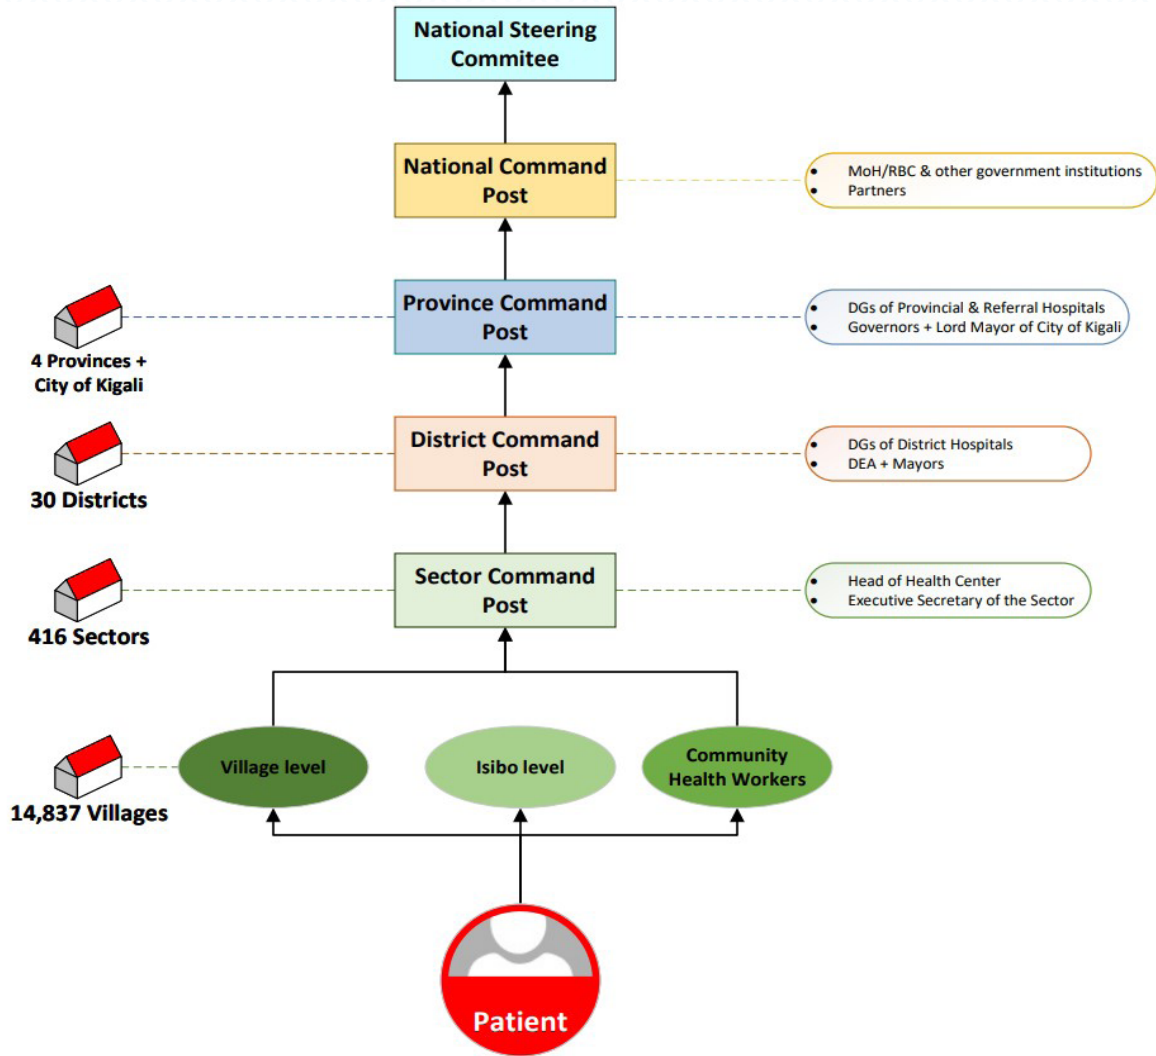 National Steering
Commitee
National Command
Post
• MoH/RBC & other government institutions
• Partners
Province Command
Post
4 Provinces +
City of Kigali
• DGs of Provincial & Referral Hospitals
• Governors + Lord Mayor of City of Kigali
District Command
Post
30 Districts
• DGs of District Hospitals
• DEA + Mayors
Sector Command
Post
416 Sectors
• Head of Health Center
• Executive Secretary of the Sector
14,837 Villages
Village level
Isibo level
Community
Health Workers
Patient